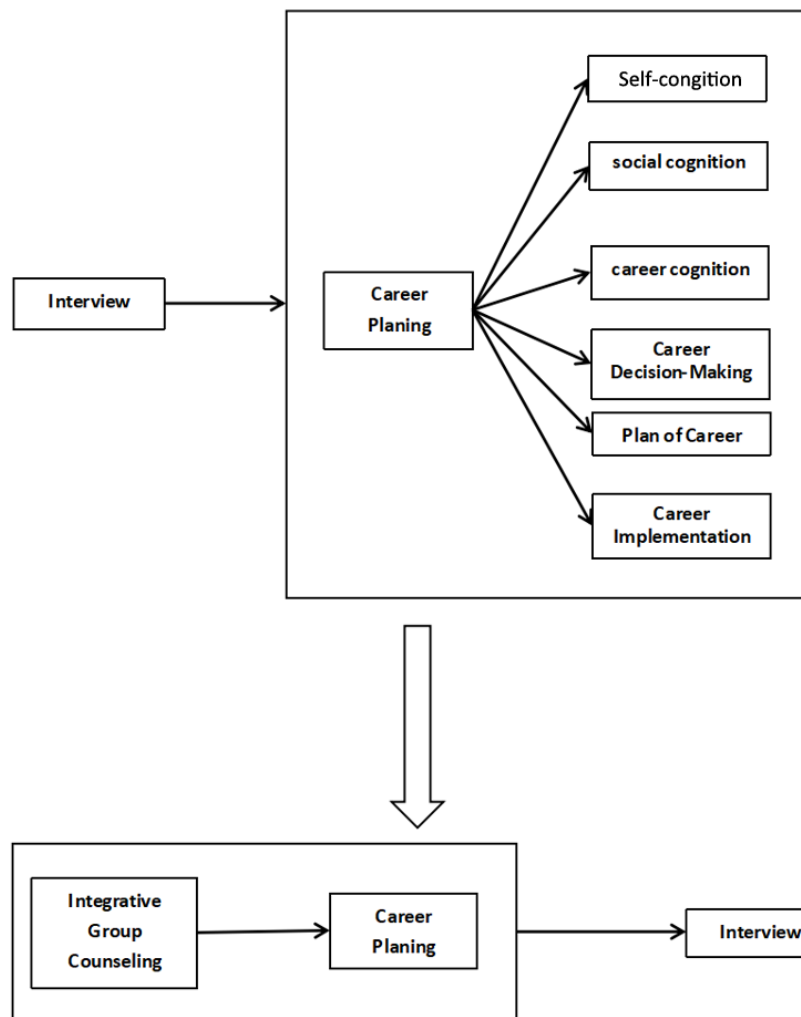 Self-congition
social cognition
career cognition
Interview
Career
Planing
Career
Decision-Making
Plan of Career
Career
Implementation
Integrative
Group
Counseling
Career
Planing
Interview